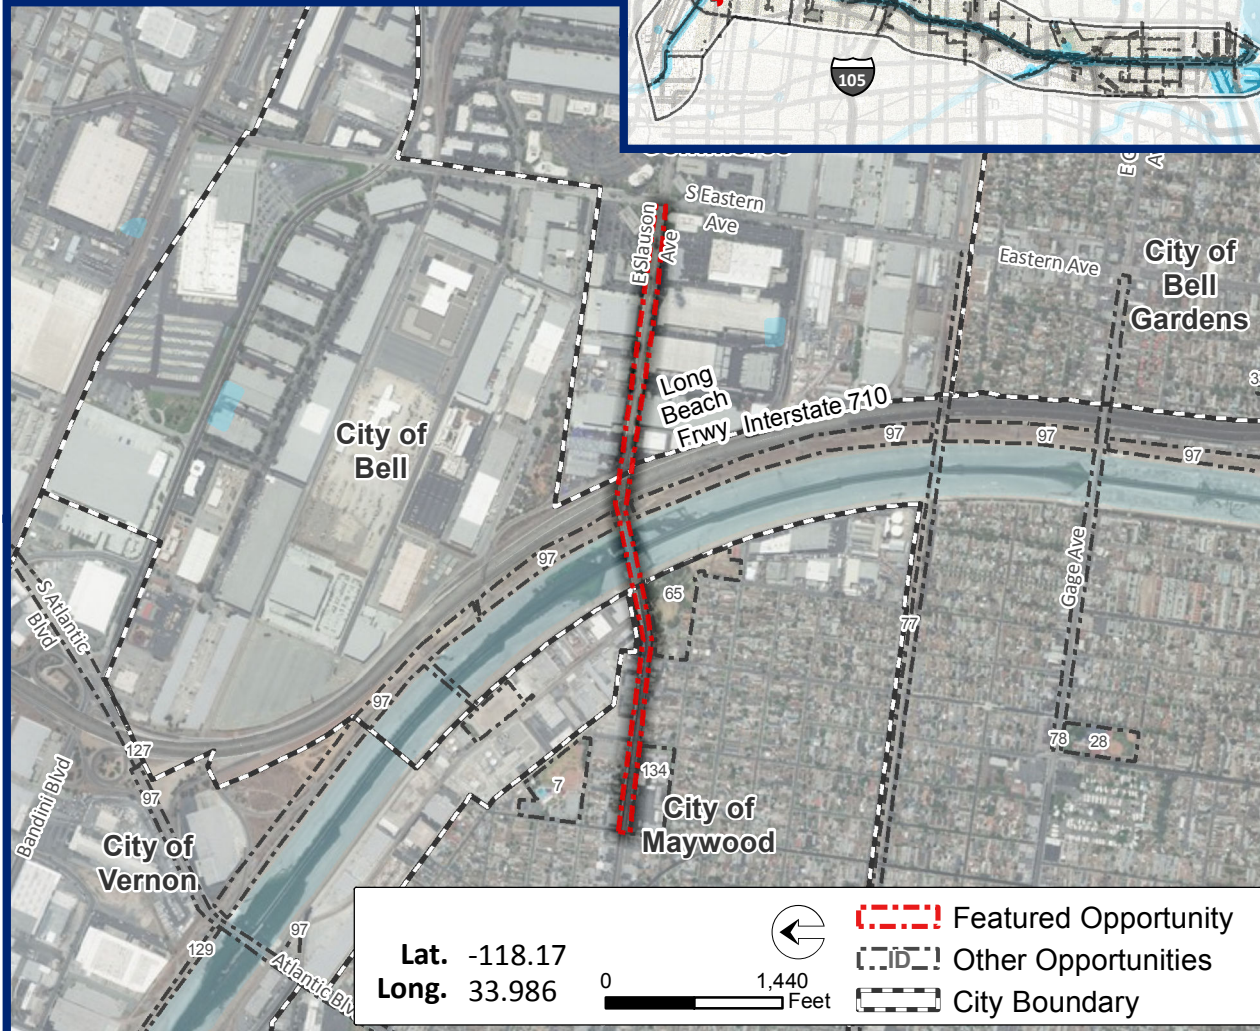 105
S Eastern
Ave
E Slauson
Ave
Eastern Ave
City of
Bell
Gardens
Long
Beach
Frwy
Interstate 710
97
97
97
City of
Bell
97
65
Gage Ave
77
S Atlantic
Blvd
97
127
97
78
28
134
7
City of
Maywood
Bandini Blvd
City of
Vernon
97
129
Atlantic Blv
Lat. -118.17
Long. 33.986
0
1,440
Feet
Featured Opportunity
ID
Other Opportunities
City Boundary